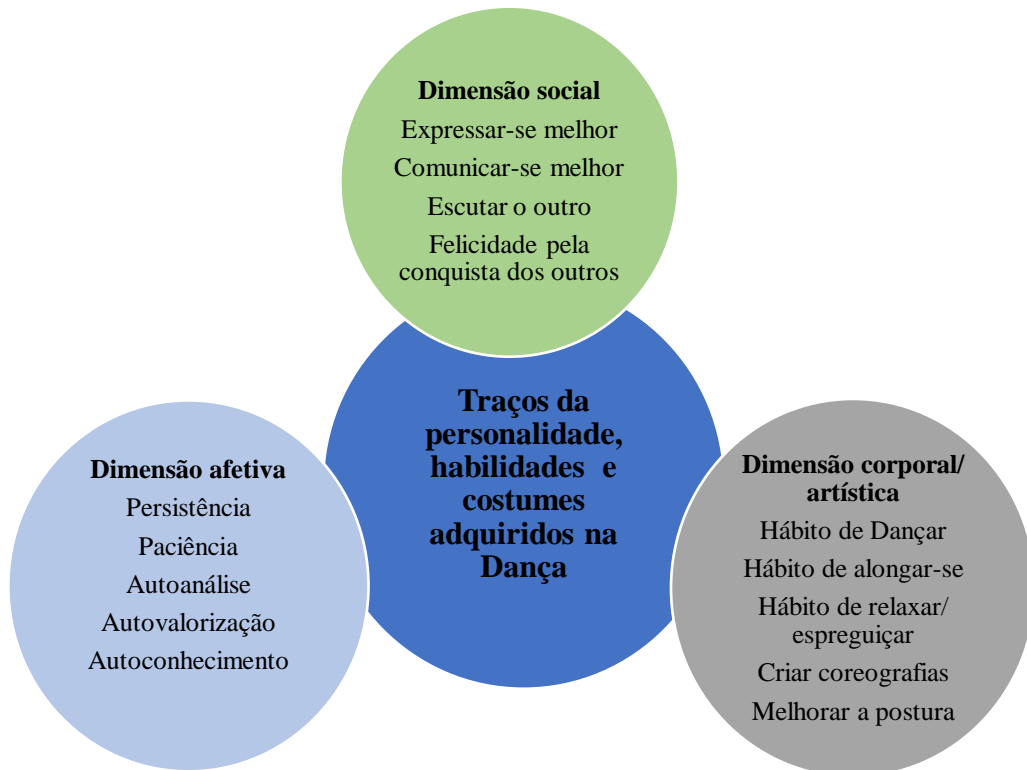 Dimensão social
Expressar-se melhor
Comunicar-se melhor
Escutar o outro
Felicidade pela
conquista dos outros
Traços da
personalidade,
habilidades e
costumes
adquiridos na
Dança
Dimensão afetiva
Persistência
Paciência
Autoanálise
Autovalorização
Autoconhecimento
Dimensão corporal/
artística
Hábito de Dançar
Hábito de alongar-se
Hábito de relaxar/
espreguiçar
Criar coreografias
Melhorar a postura